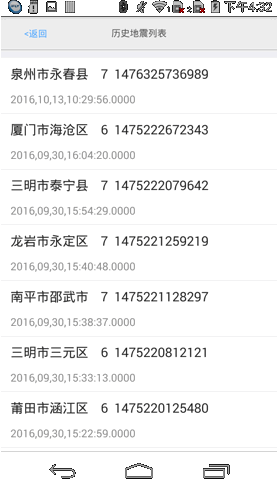 下午4:32
<返回 历史地震列表
泉州市永春县 7 1476325736989
2016,10,13,10:29:56.0000
厦门市海沧区 6 1475222672343
2016,09,30,16:04:20.0000
三明市泰宁县 7 1475222079642
2016,09,30,15:54:29.0000
龙岩市永定区 7 1475221259219
2016,09,30,15:40:48.0000
南平市邵武市 7 1475221128297
2016,09,30,15:38:37.0000
三明市三元区 6 1475220812121
2016,09,30,15:33:13.0000
莆田市涵江区 6 1475220125480
2016,09,30,15:22:59.0000